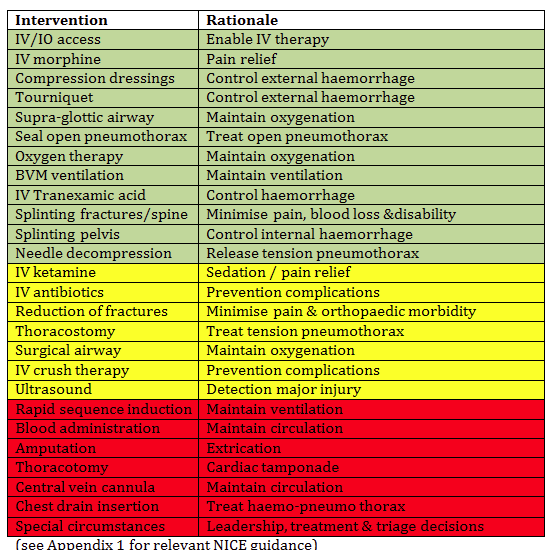 Intervention Rationale
IV/IO access Enable IV therapy
IV morphine Pain relief
Compression dressings Control external haemorrhage
Tourniquet Control external haemorrhage
Supra-glottic airway Maintain oxygenation
Seal open pneumothorax Treat open pneumothorax
Oxygen therapy Maintain oxygenation
BVM ventilation Maintain ventilation
IV Tranexamic acid Control haemorrhage
Splinting fractures/spine Minimise pain, blood loss &disability
Splinting pelvis Control internal haemorrhage
Needle decompression Release tension pneumothorax
IV ketamine Sedation / pain relief
IV antibiotics Prevention complications
Reduction of fractures Minimise pain & orthopaedic morbidity
Thoracostomy Treat tension pneumothorax
Surgical airway Maintain oxygenation
IV crush therapy Prevention complications
Ultrasound Detection major injury
Rapid sequence induction Maintain ventilation
Blood administration Maintain circulation
Amputation Extrication
Thoracotomy Cardiac tamponade
Central vein cannula Maintain circulation
Chest drain insertion Treat haemo-pneumo thorax
Special circumstances Leadership, treatment & triage decisions
(see Appendix 1 for relevant NICE guidance)